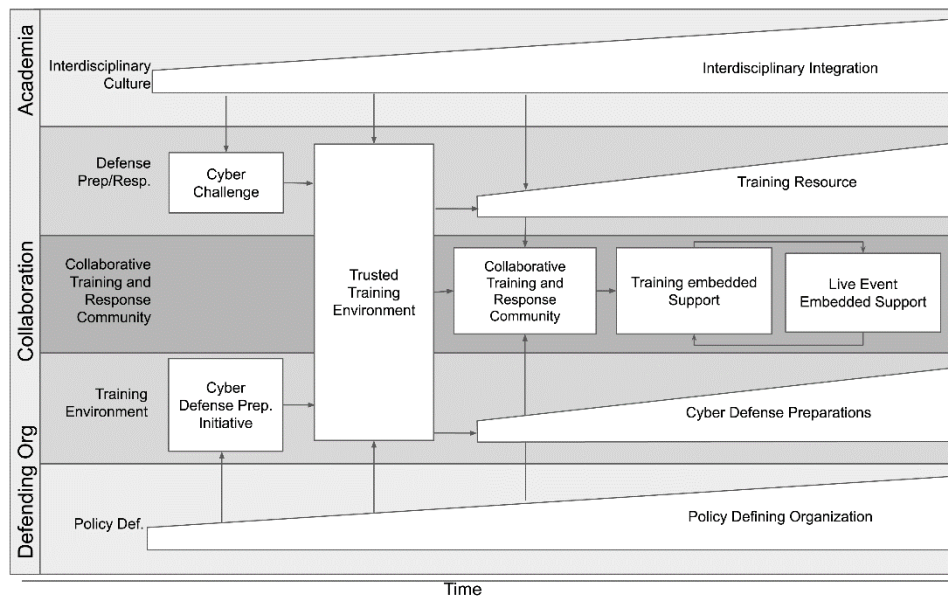 Academia
Interdisciplinary
Culture
Interdisciplinary Integration
Defense
Prep/Resp.
Cyber
Challenge
Training Resource
Collaboration
Collaborative
Training and
Response
Community
Trusted
Training
Environment
Collaborative
Training and
Response
Community
Training embedded
Support
Live Event
Embedded Support
Training
Environment
Cyber
Defense Prep.
Initiative
Cyber Defense Preparations
Defending Org
Policy Def.
Policy Defining Organization
Time